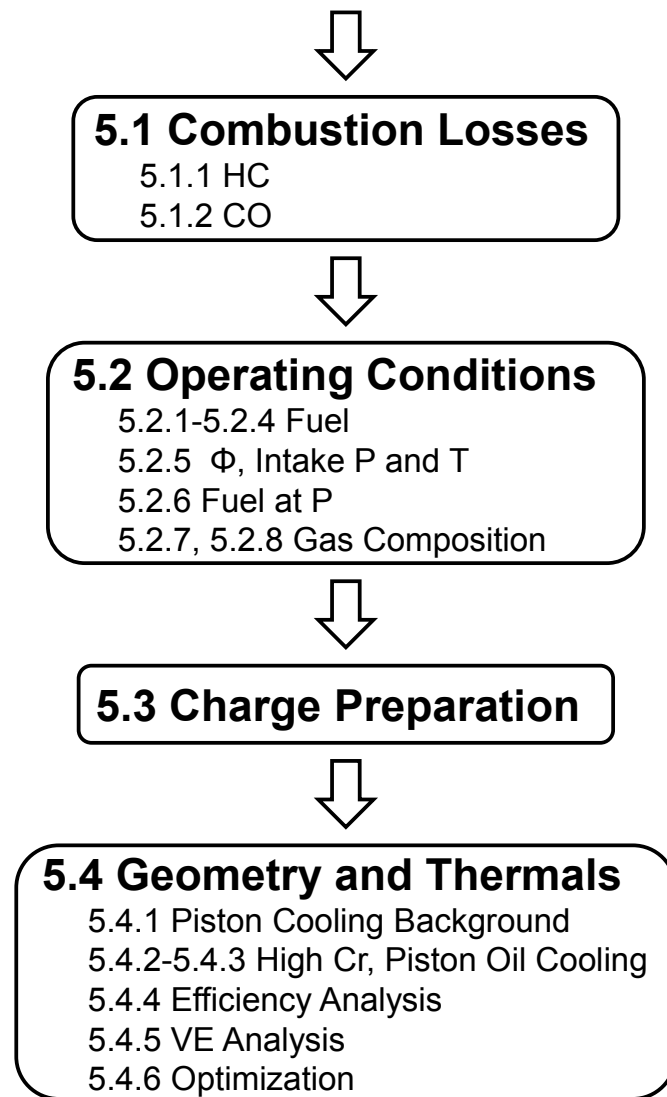 5.1 Combustion Losses
5.1.1 HC
5.1.2 CO
5.2 Operating Conditions
5.2.1-5.2.4 Fuel
5.2.5 Φ, Intake P and T
5.2.6 Fuel at P
5.2.7, 5.2.8 Gas Composition
5.3 Charge Preparation
5.4 Geometry and Thermals
5.4.1 Piston Cooling Background
5.4.2-5.4.3 High Cr, Piston Oil Cooling
5.4.4 Efficiency Analysis
5.4.5 VE Analysis
5.4.6 Optimization